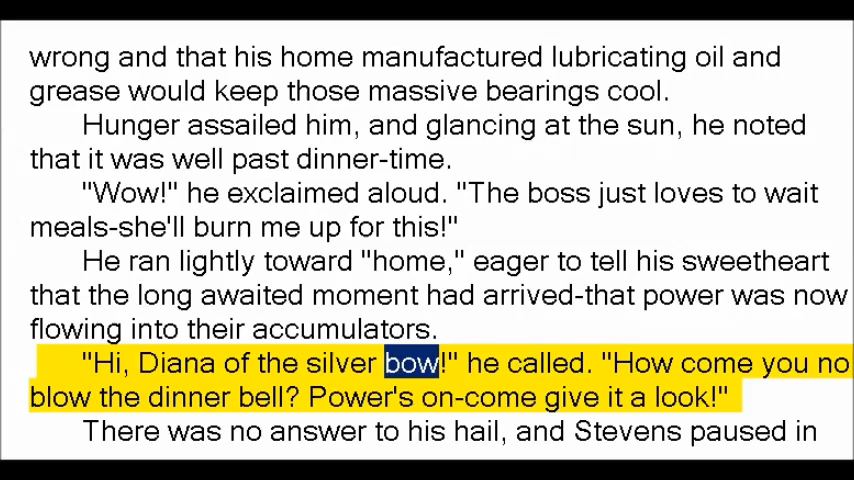 wrong and that his home manufactured lubricating oil and
grease would keep those massive bearings cool.
Hunger assailed him, and glancing at the sun, he noted
that it was well past dinner-time.
"Wow!" he exclaimed aloud. "The boss just loves to wait
meals-she'll burn me up for this!"
He ran lightly toward "home," eager to tell his sweetheart
that the long awaited moment had arrived-that power was now
flowing into their accumulators.
"Hi, Diana of the silver bow!" he called. "How come you no
blow the dinner bell? Power's on-come give it a look!"
There was no answer to his hail, and Stevens paused in